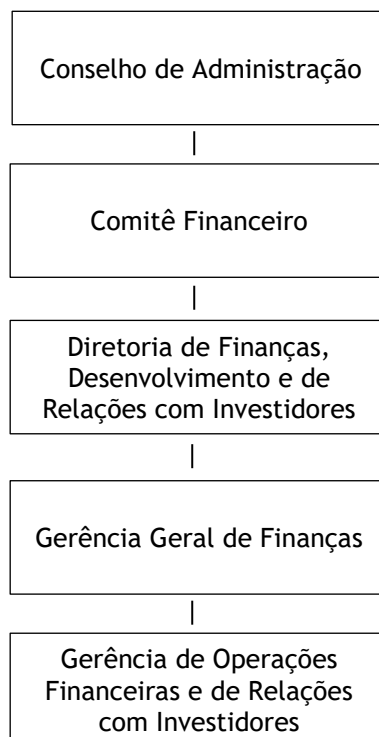 Conselho de Administração
Comitê Financeiro
Diretoria de Finanças,
Desenvolvimento e de
Relações com Investidores
Gerência Geral de Finanças
Gerência de Operações
Financeiras e de Relações
com Investidores